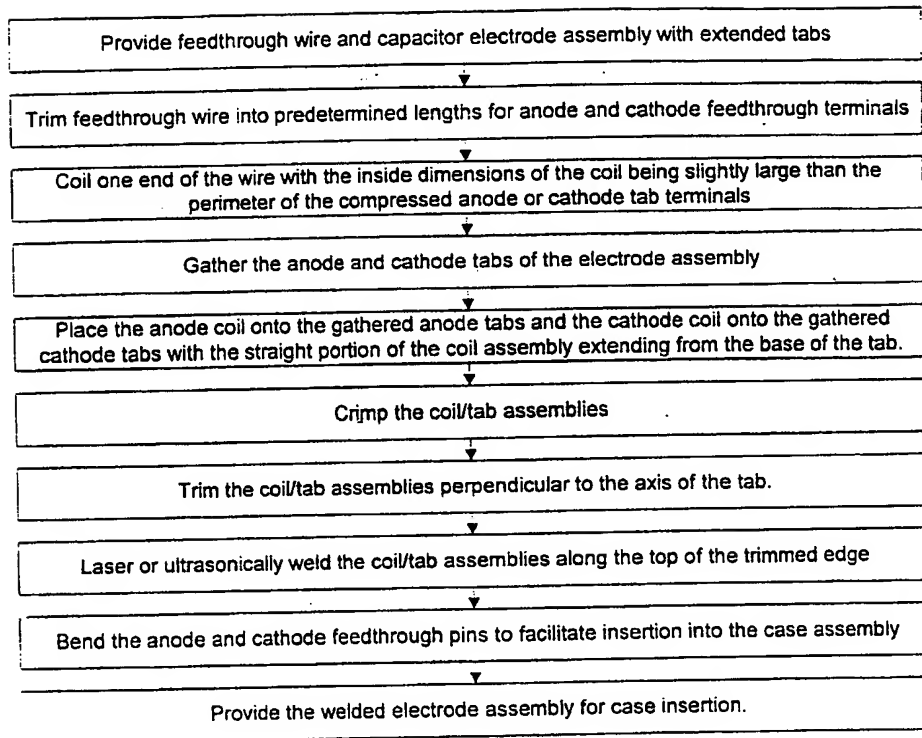 Provide feedthrough wire and capacitor electrode assembly with extended tabs
Trim feedthrough wire into predetermined lengths for anode and cathode feedthrough terminals
Coil one end of the wire with the inside dimensions of the coil being slightly large than the
perimeter of the compressed anode or cathode tab terminals
Gather the anode and cathode tabs of the electrode assembly
Place the anode coil onto the gathered anode tabs and the cathode coil onto the gathered
cathode tabs with the straight portion of the coil assembly extending from the base of the tab.
Crimp the coil/tab assemblies
Trim the coil/tab assemblies perpendicular to the axis of the tab.
Laser or ultrasonically weld the coil/tab assemblies along the top of the trimmed edge
Bend the anode and cathode feedthrough pins to facilitate insertion into the case assembly
Provide the welded electrode assembly for case insertion.